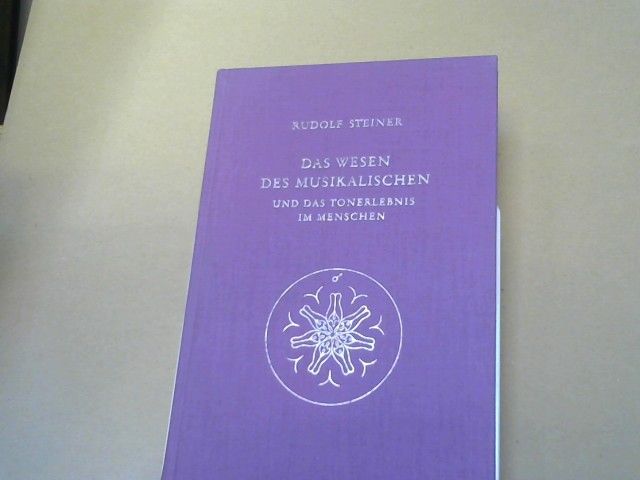 RUDOLF STEINER
DAS WESEN
DES MUSIKALISCHEN
UND DAS TONERLEBNIS
IM MENSCHEN